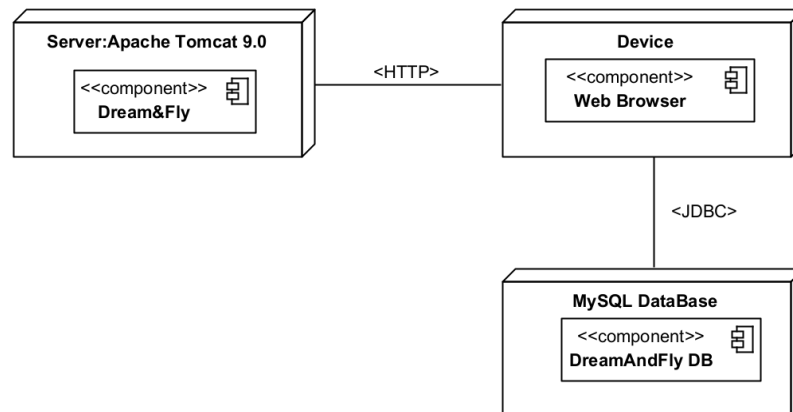 Server:Apache Tomcat 9.0
<<component>>
Dream&Fly
<HTTP>
Device
<<component>>
Web Browser
<JDBC>
MySQL DataBase
<<component>>
DreamAndFly DB